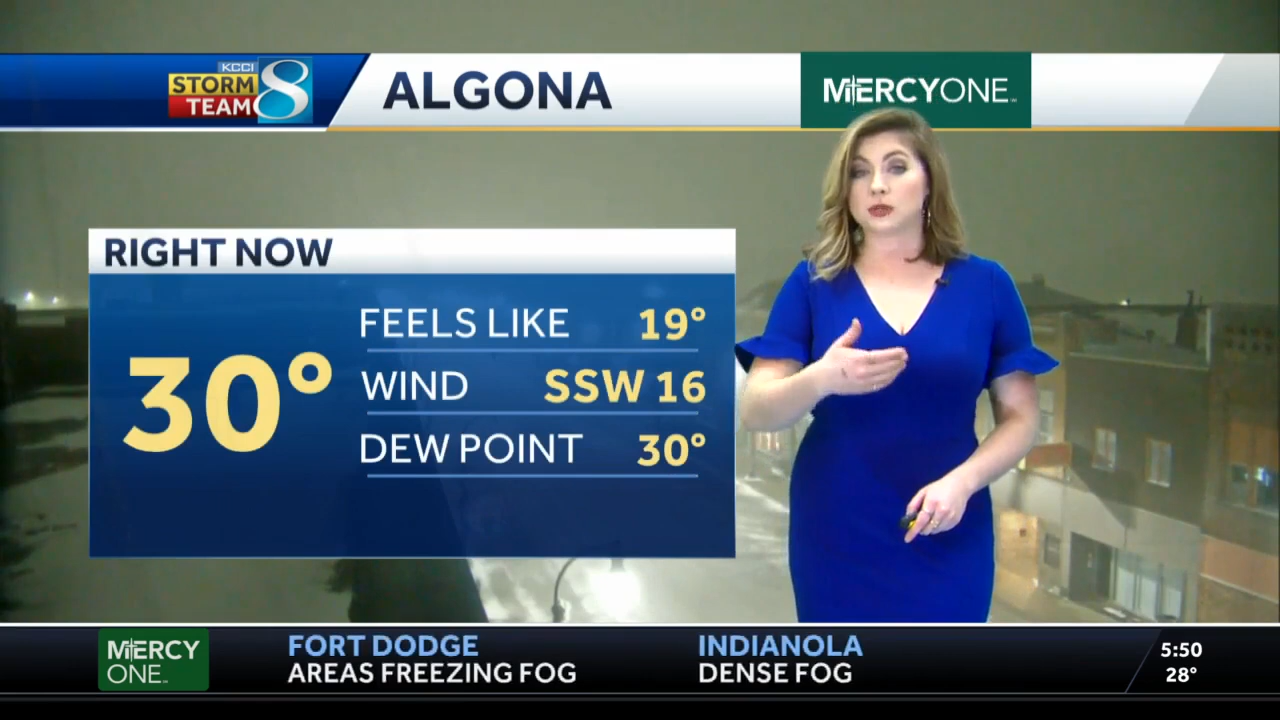 KCCI
STORM
TEAM 8
ALGONA
MERCYONE
RIGHT NOW
30°
FEELS LIKE 19°
WIND SSW 16
DEW POINT 30°
MERCY
ONE
FORT DODGE
AREAS FREEZING FOG
INDIANOLA
DENSE FOG
5:50
28°